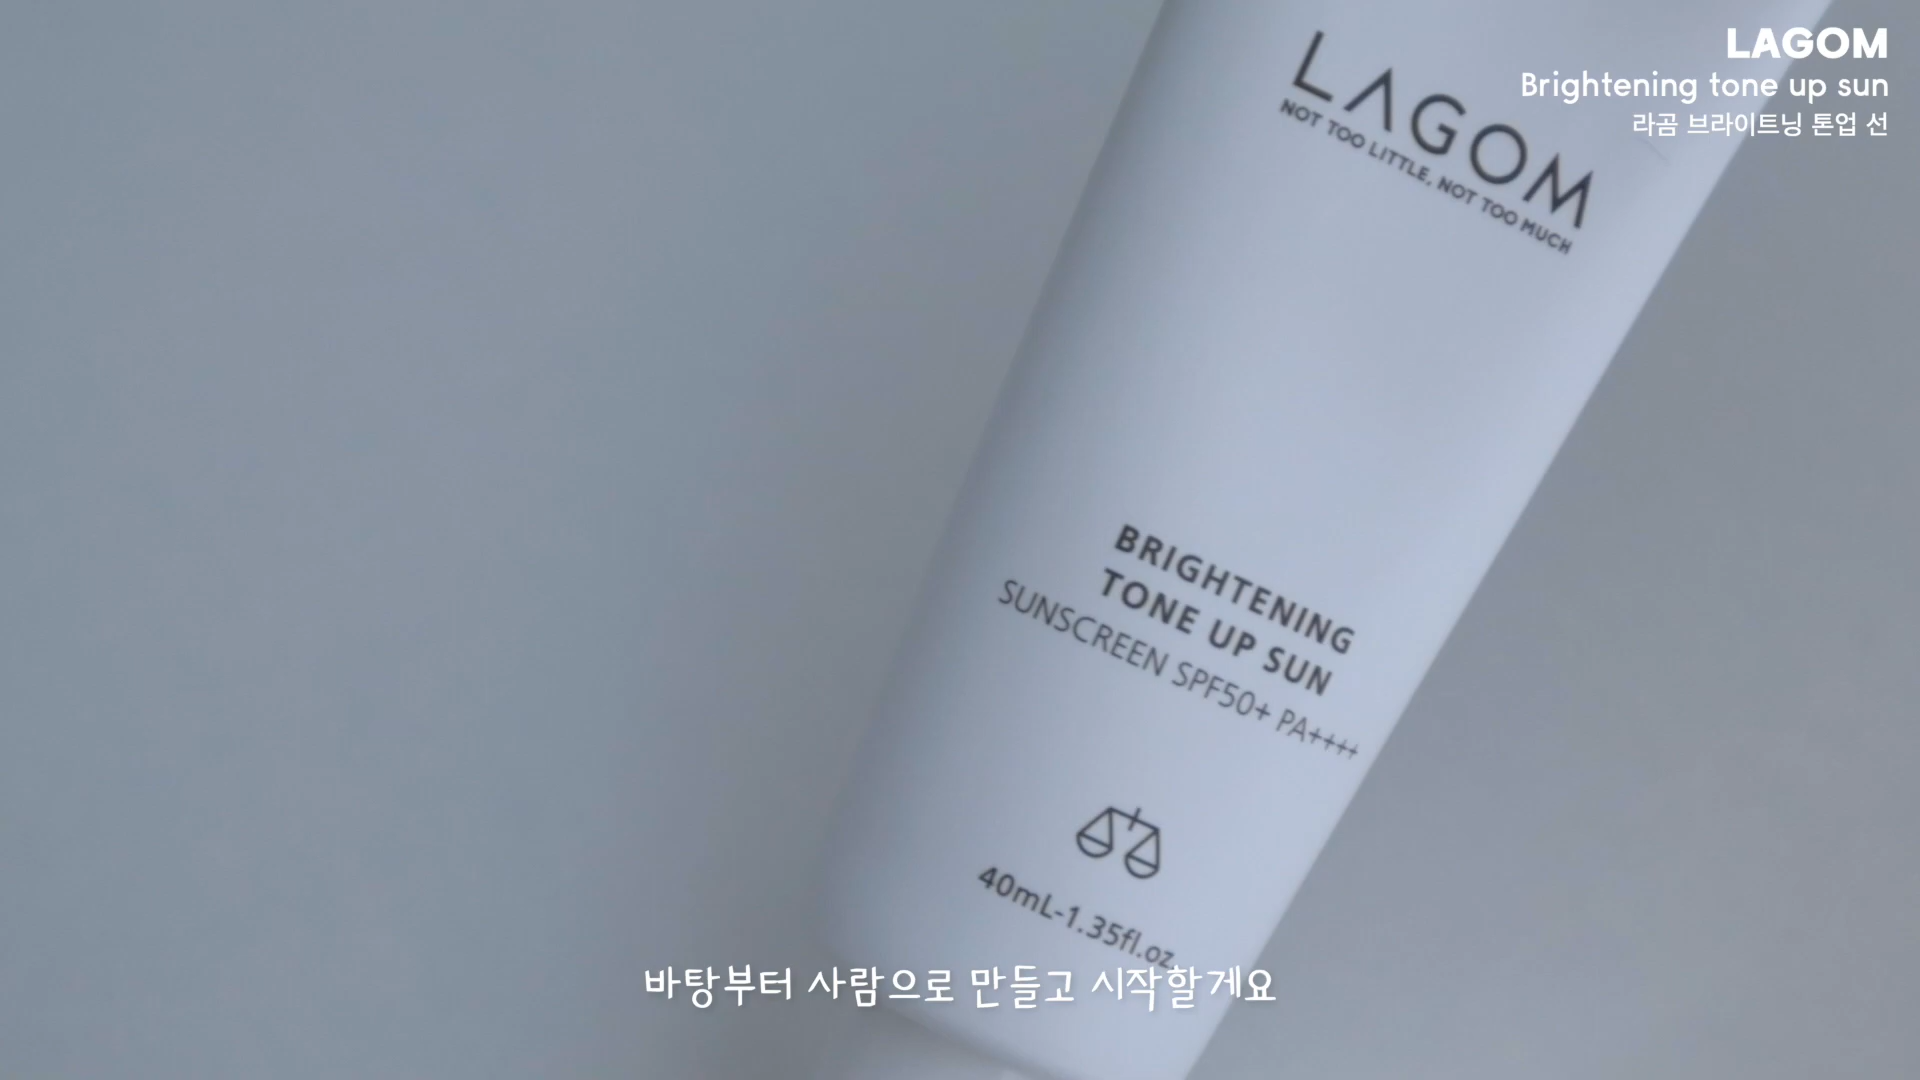 LAGOM
Brightening tone up sun
라곰 브라이트닝 톤업 선
LAGOM
NOT TOO LITTLE, NOT TOO MUCH
BRIGHTENING
TONE UP SUN
SUNSCREEN SPF50+ PA++++
40mL-1.35fl.oz.
바탕부터 사람으로 만들고 시작할게요